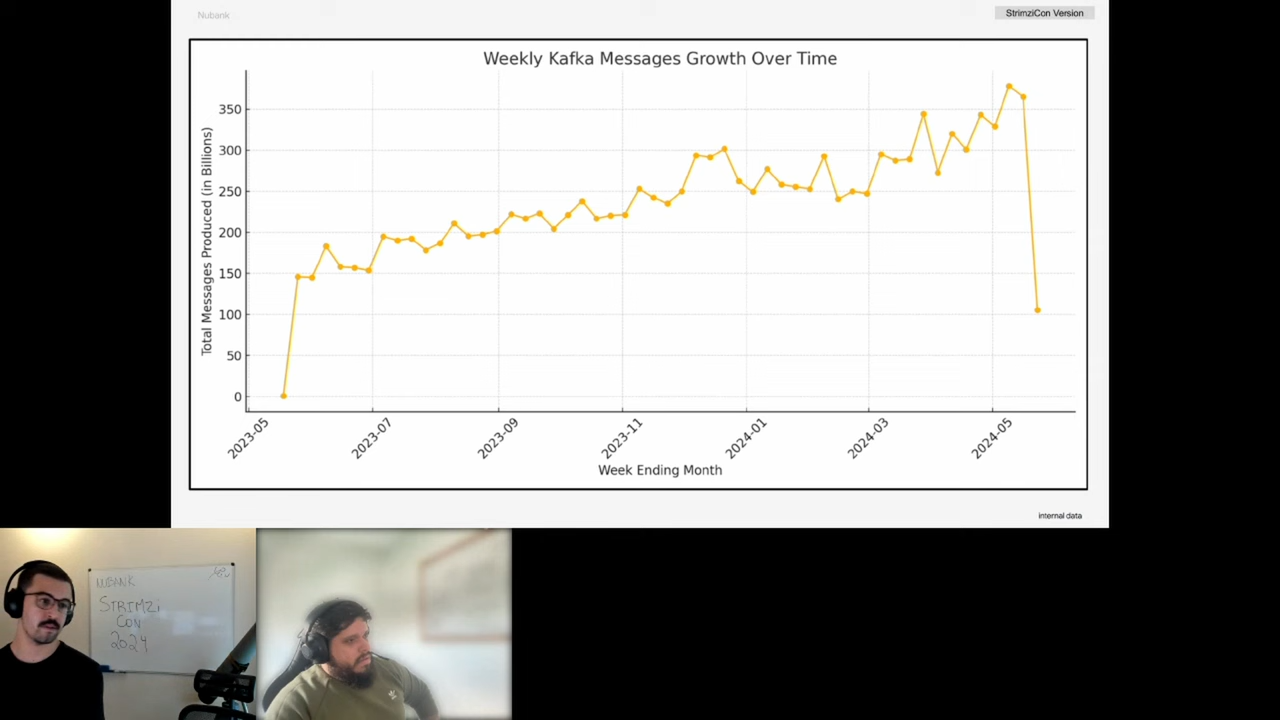 Nubank
StrimziCon Version
Weekly Kafka Messages Growth Over Time
Total Messages Produced (in Billions)
350
300
250
200
150
100
50
0
2023-05
2023-07
2023-09
2023-11
2024-01
2024-03
2024-05
Week Ending Month
internal data
NUBANK
STRIMZI
CON
2024